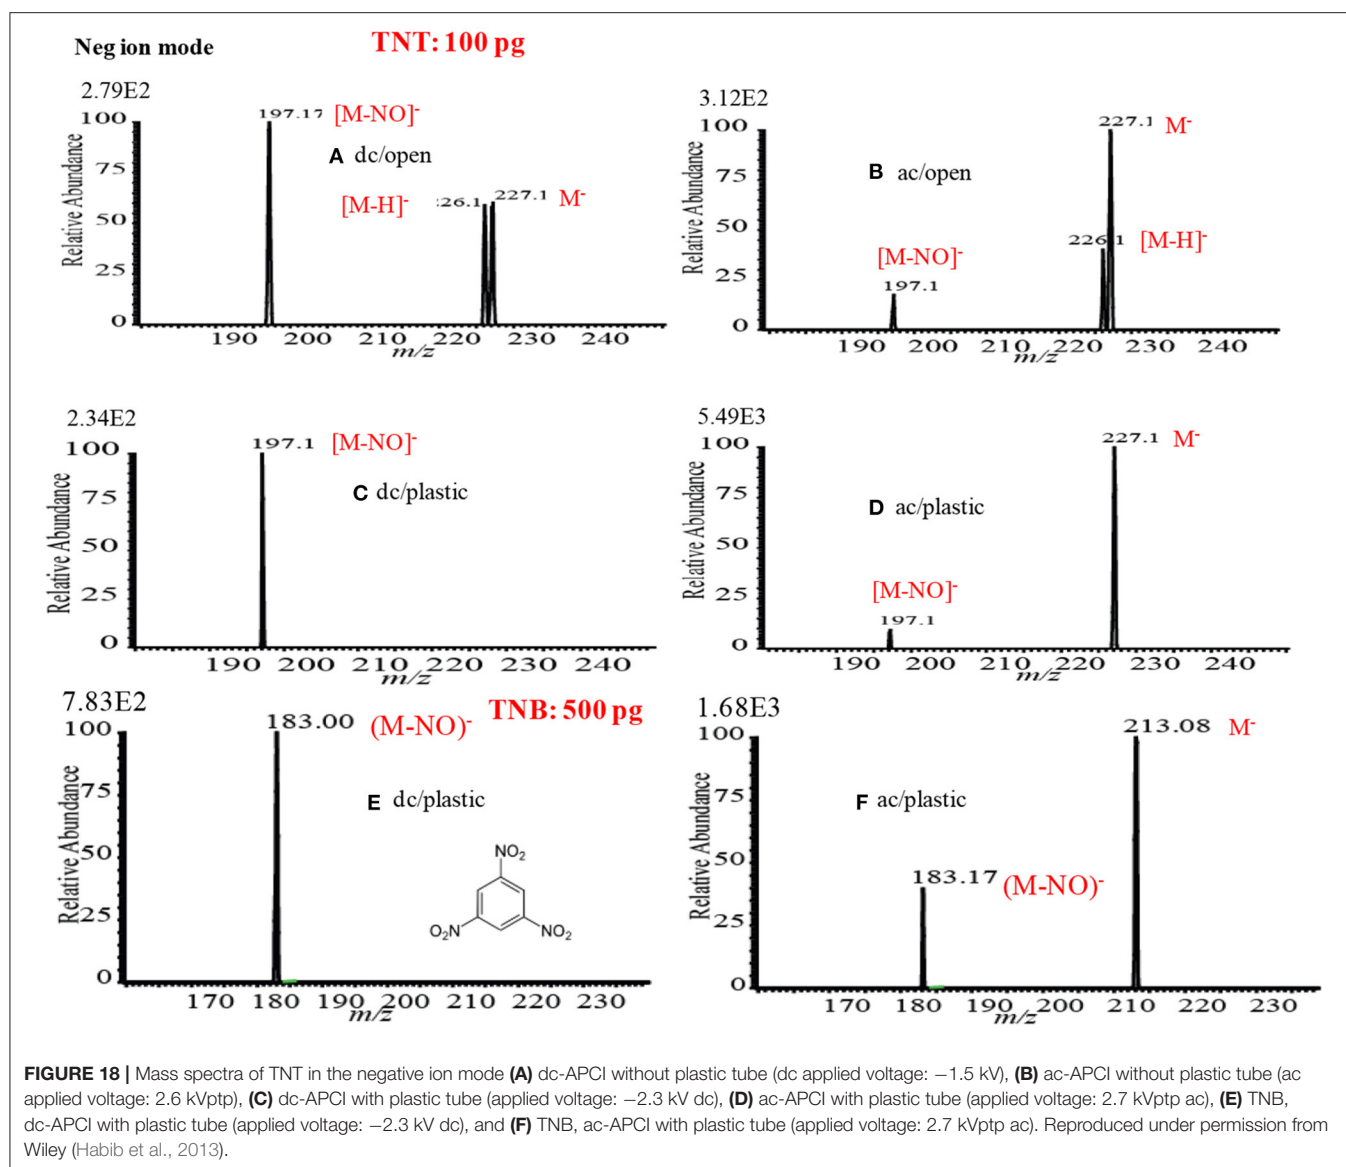 Neg ion mode
TNT: 100 pg
2.79E2
100
75
50
25
0
Relative Abundance
197.17 [M-NO]-
A dc/open
[M-H]- 227.1 M-
190 200 210 220 230 240
m/z
3.12E2
100
75
50
25
0
Relative Abundance
227.1 M-
B ac/open
226.1 [M-H]-
[M-NO]-
197.1
190 200 210 220 230 240
m/z
2.34E2
100
75
50
25
0
Relative Abundance
197.1 [M-NO]-
C dc/plastic
190 200 210 220 230 240
m/z
5.49E3
100
75
50
25
0
Relative Abundance
227.1 M-
D ac/plastic
[M-NO]-
197.1
190 200 210 220 230 240
m/z
7.83E2
TNB: 500 pg
100
75
50
25
0
Relative Abundance
183.00 (M-NO)-
E dc/plastic
NO2
O2N
NO2
170 180 190 200 210 220 230
m/z
1.68E3
100
75
50
25
0
Relative Abundance
213.08 M-
F ac/plastic
183.17 (M-NO)-
170 180 190 200 210 220 230
m/z
FIGURE 18 | Mass spectra of TNT in the negative ion mode (A) dc-APCI without plastic tube (dc applied voltage: −1.5 kV), (B) ac-APCI without plastic tube (ac
applied voltage: 2.6 kVptp), (C) dc-APCI with plastic tube (applied voltage: −2.3 kV dc), (D) ac-APCI with plastic tube (applied voltage: 2.7 kVptp ac), (E) TNB,
dc-APCI with plastic tube (applied voltage: −2.3 kV dc), and (F) TNB, ac-APCI with plastic tube (applied voltage: 2.7 kVptp ac). Reproduced under permission from
Wiley (Habib et al., 2013).